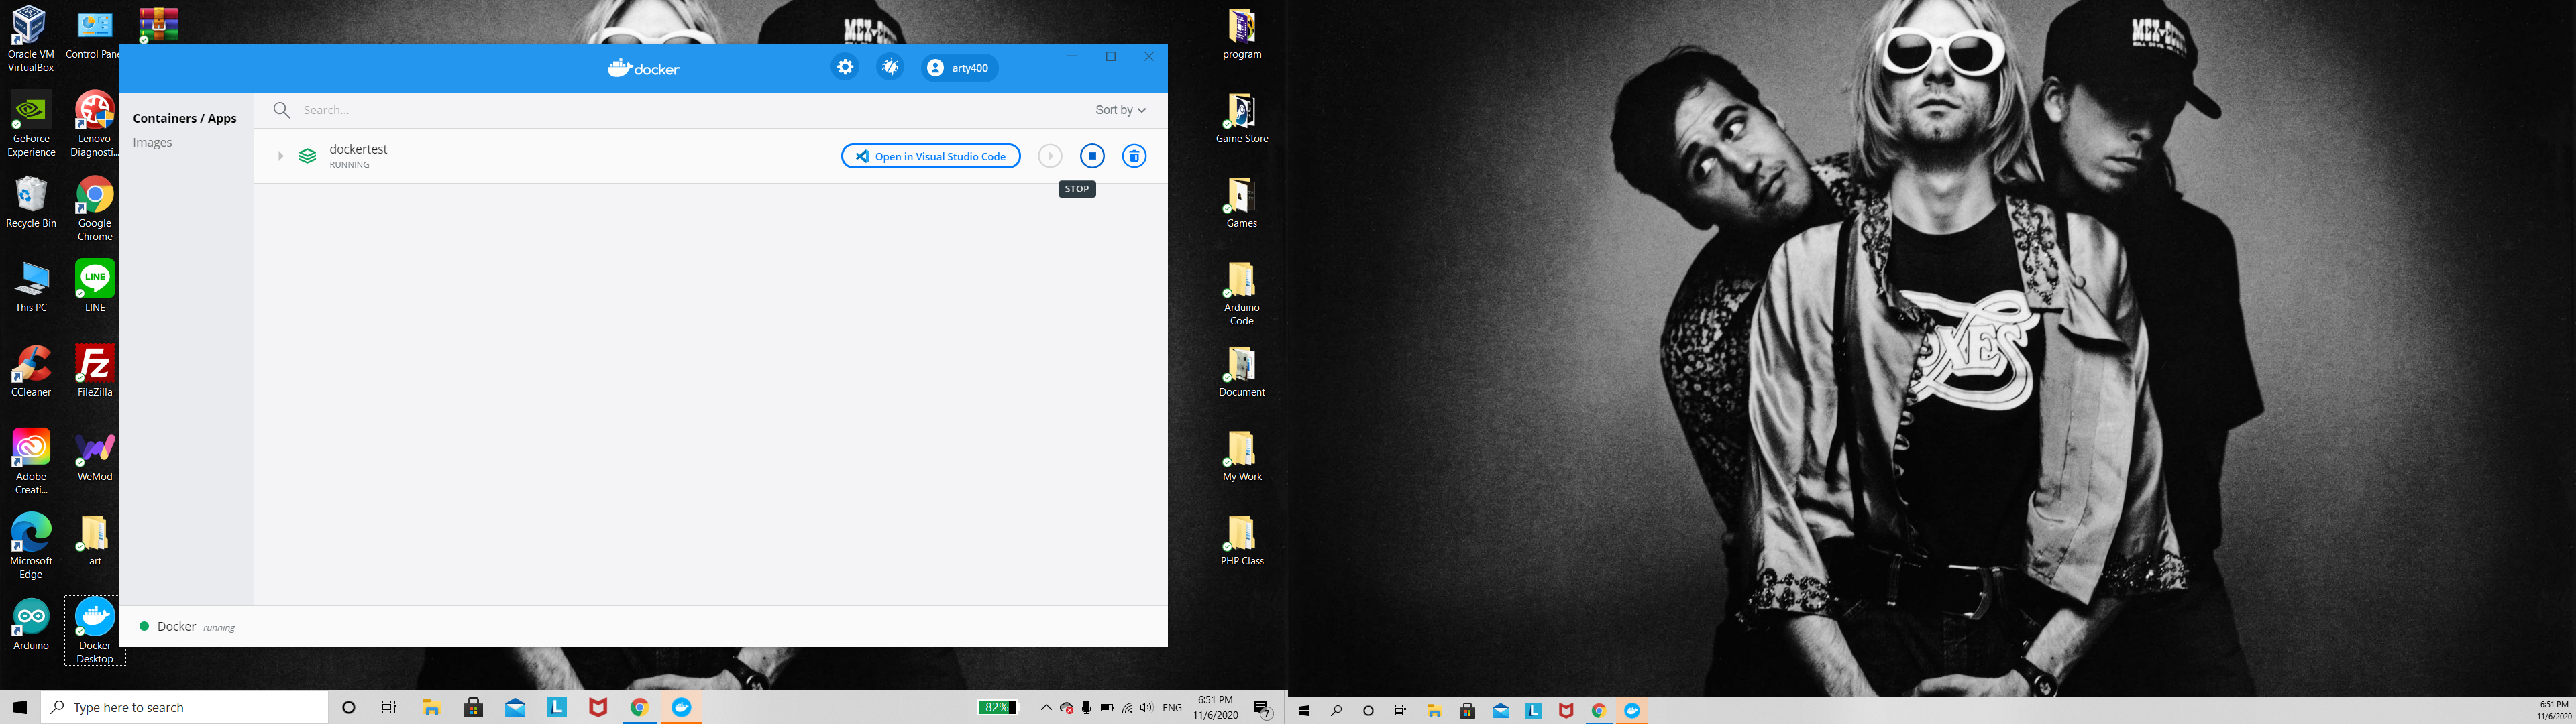 Oracle VM
VirtualBox
Control Pane
GeForce
Experience
Lenovo
Diagnosti...
Recycle Bin
Google
Chrome
This PC
LINE
LINE
CCleaner
Fz
FileZilla
Adobe
Creati...
WeMod
Microsoft
Edge
art
Arduino
Docker
Desktop
docker
arty400
Containers / Apps
Images
Search...
Sort by
dockertest
RUNNING
Open in Visual Studio Code
STOP
Docker running
program
Game Store
Games
Arduino
Code
Document
My Work
PHP Class
Type here to search
L
82%
ENG
6:51 PM
11/6/2020
7
L
6:51 PM
11/6/2020